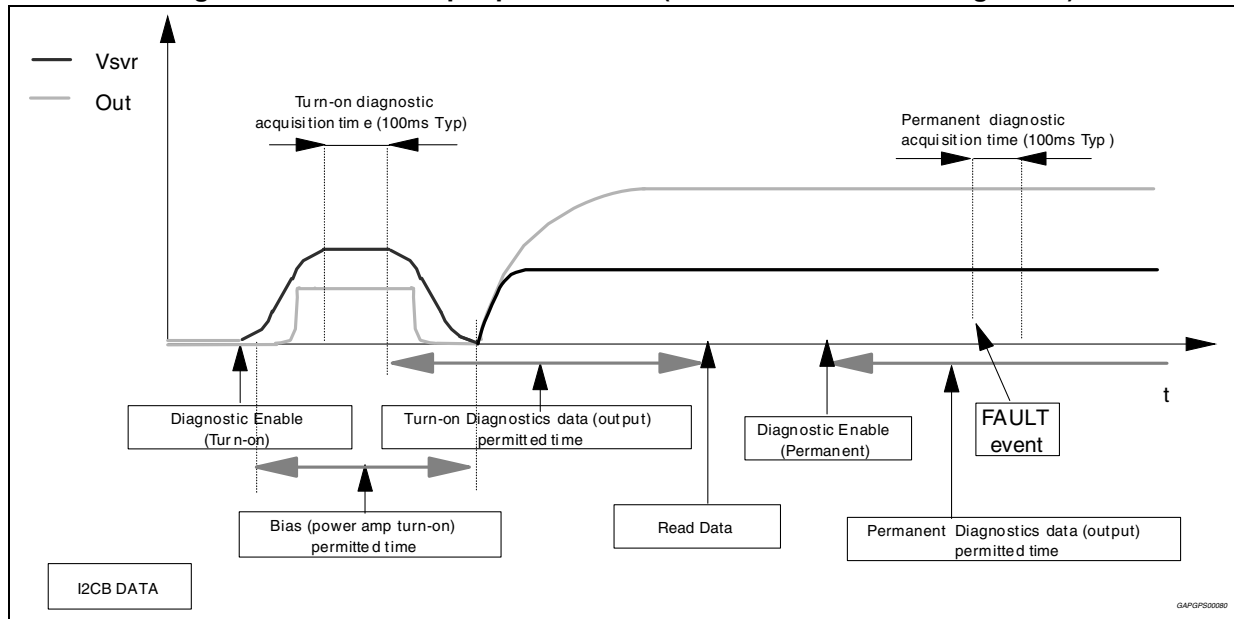 Vsvr
Out
Turn-on diagnostic
acquisition time (100ms Typ)
Permanent diagnostic
acquisition time (100ms Typ)
t
Diagnostic Enable
(Turn-on)
Turn-on Diagnostics data (output)
permitted time
Diagnostic Enable
(Permanent)
FAULT
event
Bias (power amp turn-on)
permitted time
Read Data
Permanent Diagnostics data (output)
permitted time
I2CB DATA
GAPGPS00080